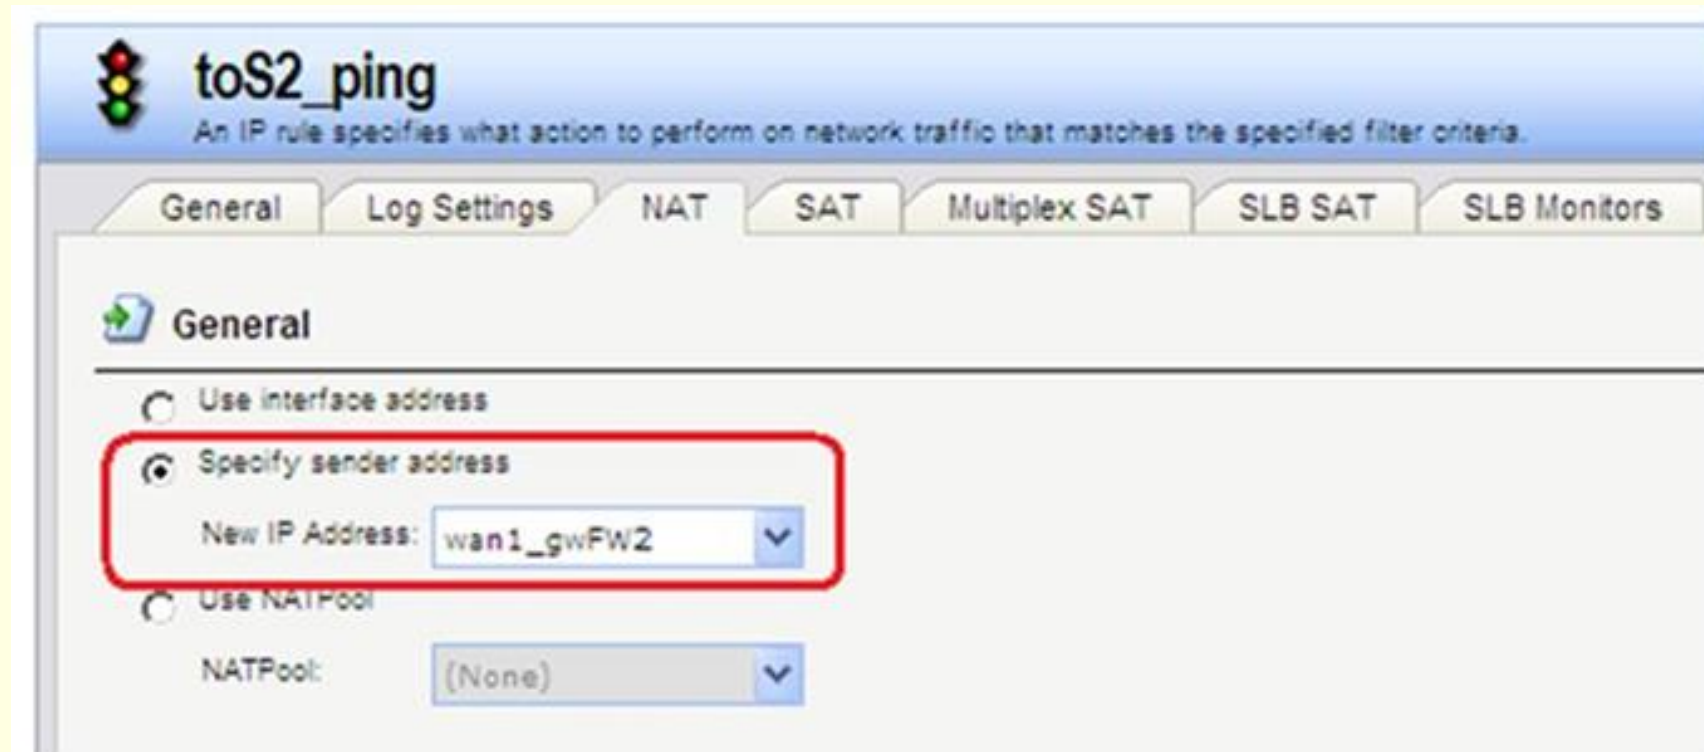 toS2_ping
An IP rule specifies what action to perform on network traffic that matches the specified filter criteria.
General Log Settings NAT SAT Multiplex SAT SLB SAT SLB Monitors
General
Use interface address
Specify sender address
New IP Address: wan1_gwFW2
Use NATPool
NATPool: (None)